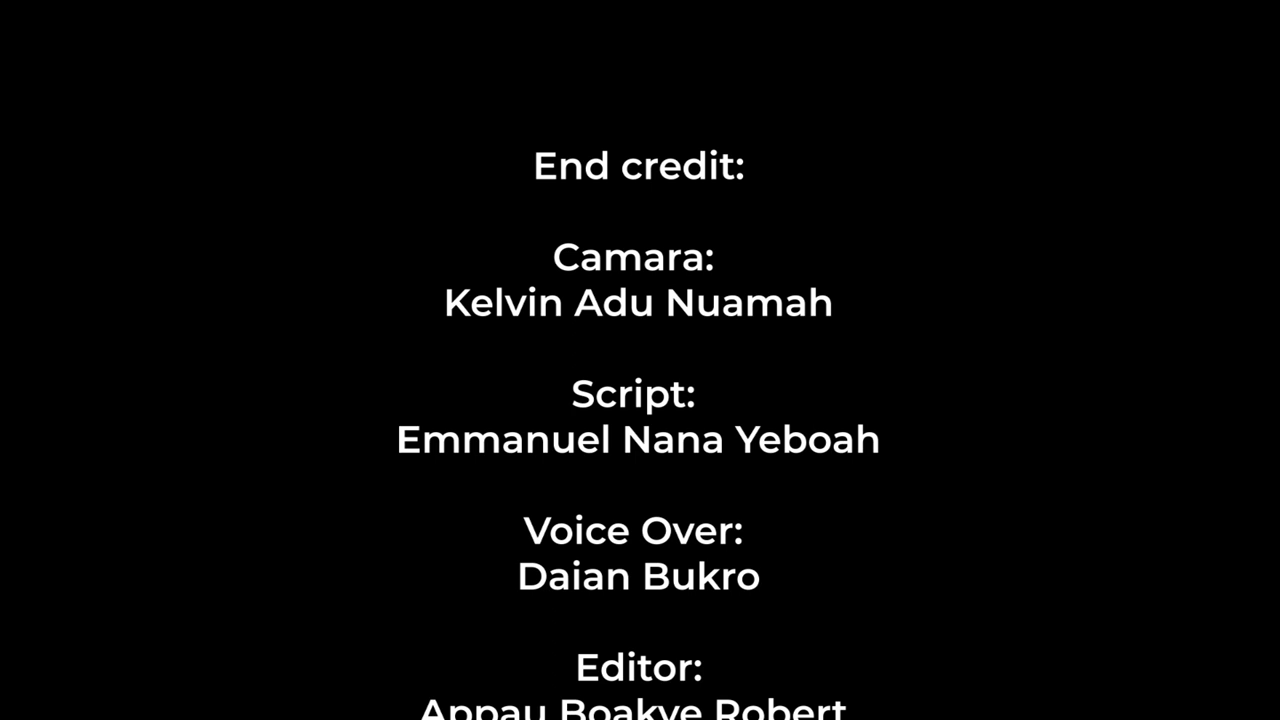 End credit:
Camara:
Kelvin Adu Nuamah
Script:
Emmanuel Nana Yeboah
Voice Over:
Daian Bukro
Editor:
Appau Boakye Robert